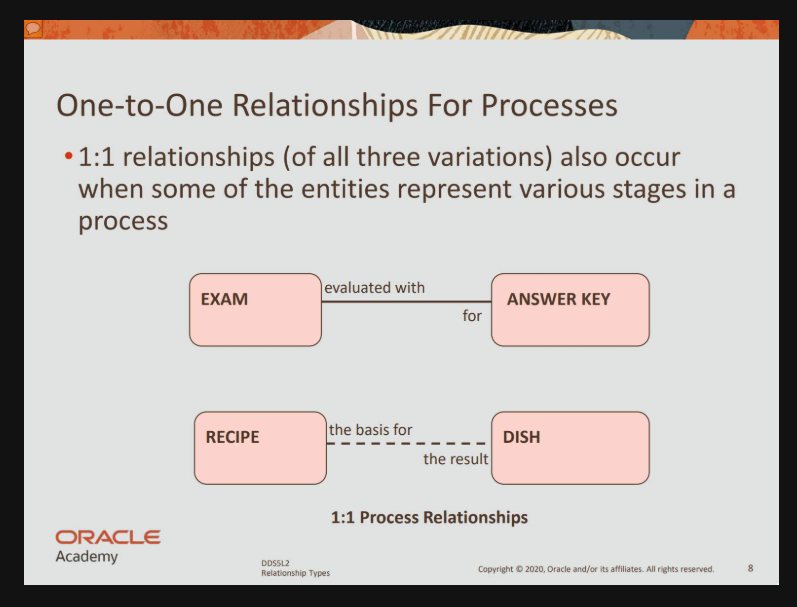 One-to-One Relationships For Processes
• 1:1 relationships (of all three variations) also occur
when some of the entities represent various stages in a
process
EXAM
evaluated with
for
ANSWER KEY
RECIPE
the basis for
the result
DISH
1:1 Process Relationships
ORACLE
Academy
DDS5L2
Relationship Types
Copyright © 2020, Oracle and/or its affiliates. All rights reserved.
8